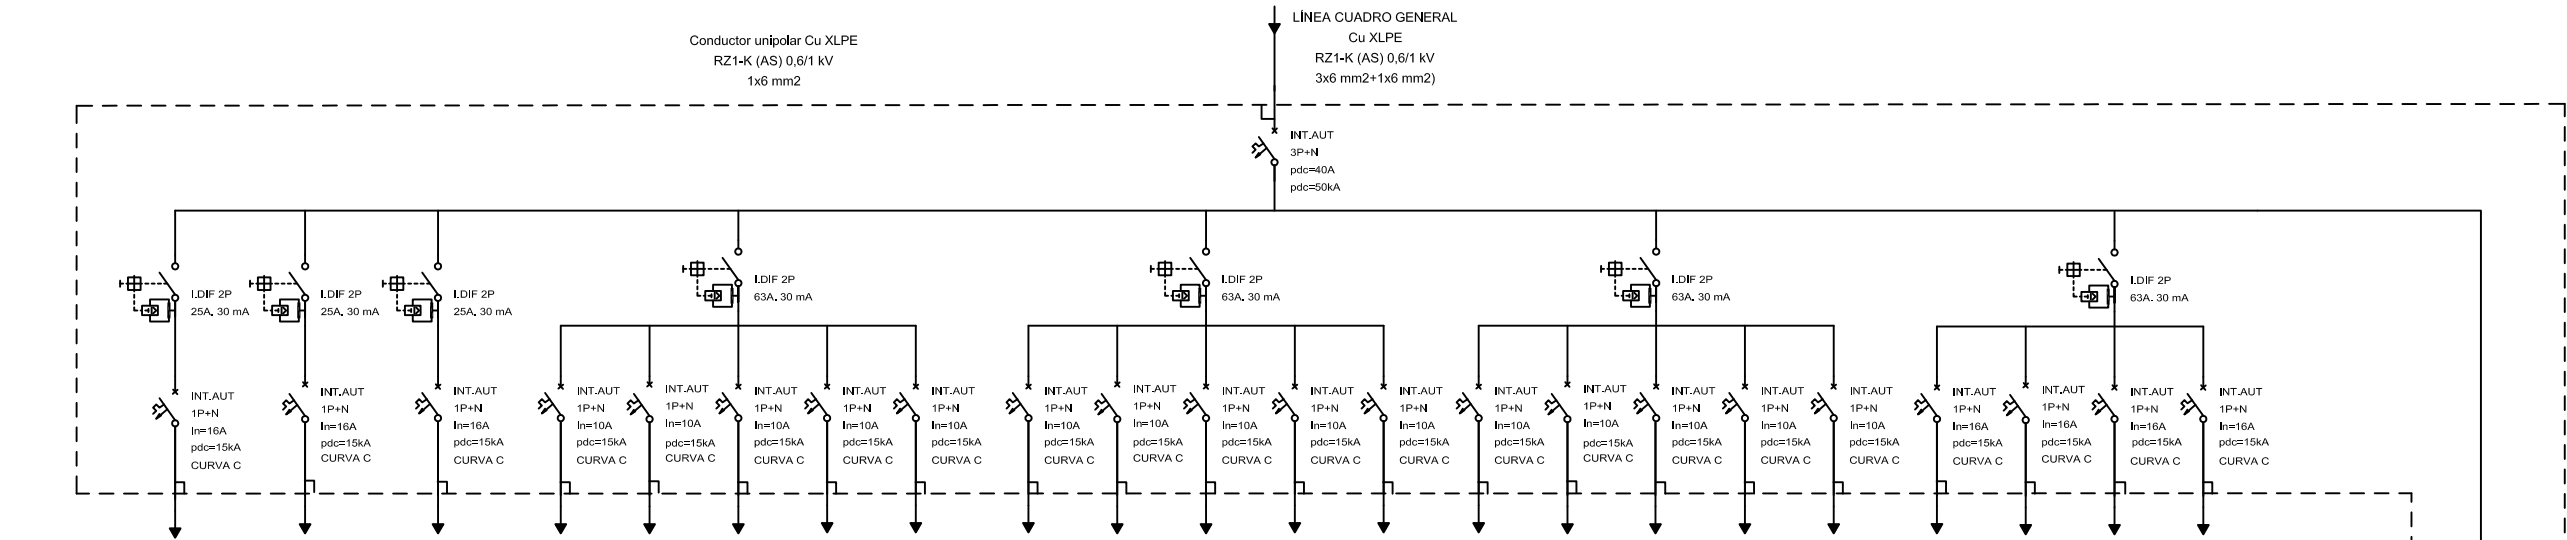 LÍNEA CUADRO GENERAL
Cu XLPE
RZ1-K (AS) 0,6/1 kV
3x6 mm2+1x6 mm2)
Conductor unipolar Cu XLPE
RZ1-K (AS) 0,6/1 kV
1x6 mm2
INT.AUT
3P+N
pdc=40A
pdc=50kA
I.DIF 2P
25A. 30 mA
I.DIF 2P
25A. 30 mA
I.DIF 2P
25A. 30 mA
I.DIF 2P
63A. 30 mA
I.DIF 2P
63A. 30 mA
I.DIF 2P
63A. 30 mA
I.DIF 2P
63A. 30 mA
INT.AUT
1P+N
In=16A
pdc=15kA
CURVA C
INT.AUT
1P+N
In=16A
pdc=15kA
CURVA C
INT.AUT
1P+N
In=16A
pdc=15kA
CURVA C
INT.AUT
1P+N
In=10A
pdc=15kA
CURVA C
INT.AUT
1P+N
In=10A
pdc=15kA
CURVA C
INT.AUT
1P+N
In=10A
pdc=15kA
CURVA C
INT.AUT
1P+N
In=10A
pdc=15kA
CURVA C
INT.AUT
1P+N
In=10A
pdc=15kA
CURVA C
INT.AUT
1P+N
In=10A
pdc=15kA
CURVA C
INT.AUT
1P+N
In=10A
pdc=15kA
CURVA C
INT.AUT
1P+N
In=10A
pdc=15kA
CURVA C
INT.AUT
1P+N
In=10A
pdc=15kA
CURVA C
INT.AUT
1P+N
In=10A
pdc=15kA
CURVA C
INT.AUT
1P+N
In=10A
pdc=15kA
CURVA C
INT.AUT
1P+N
In=10A
pdc=15kA
CURVA C
INT.AUT
1P+N
In=10A
pdc=15kA
CURVA C
INT.AUT
1P+N
In=10A
pdc=15kA
CURVA C
INT.AUT
1P+N
In=10A
pdc=15kA
CURVA C
INT.AUT
1P+N
In=16A
pdc=15kA
CURVA C
INT.AUT
1P+N
In=16A
pdc=15kA
CURVA C
INT.AUT
1P+N
In=16A
pdc=15kA
CURVA C
INT.AUT
1P+N
In=16A
pdc=15kA
CURVA C